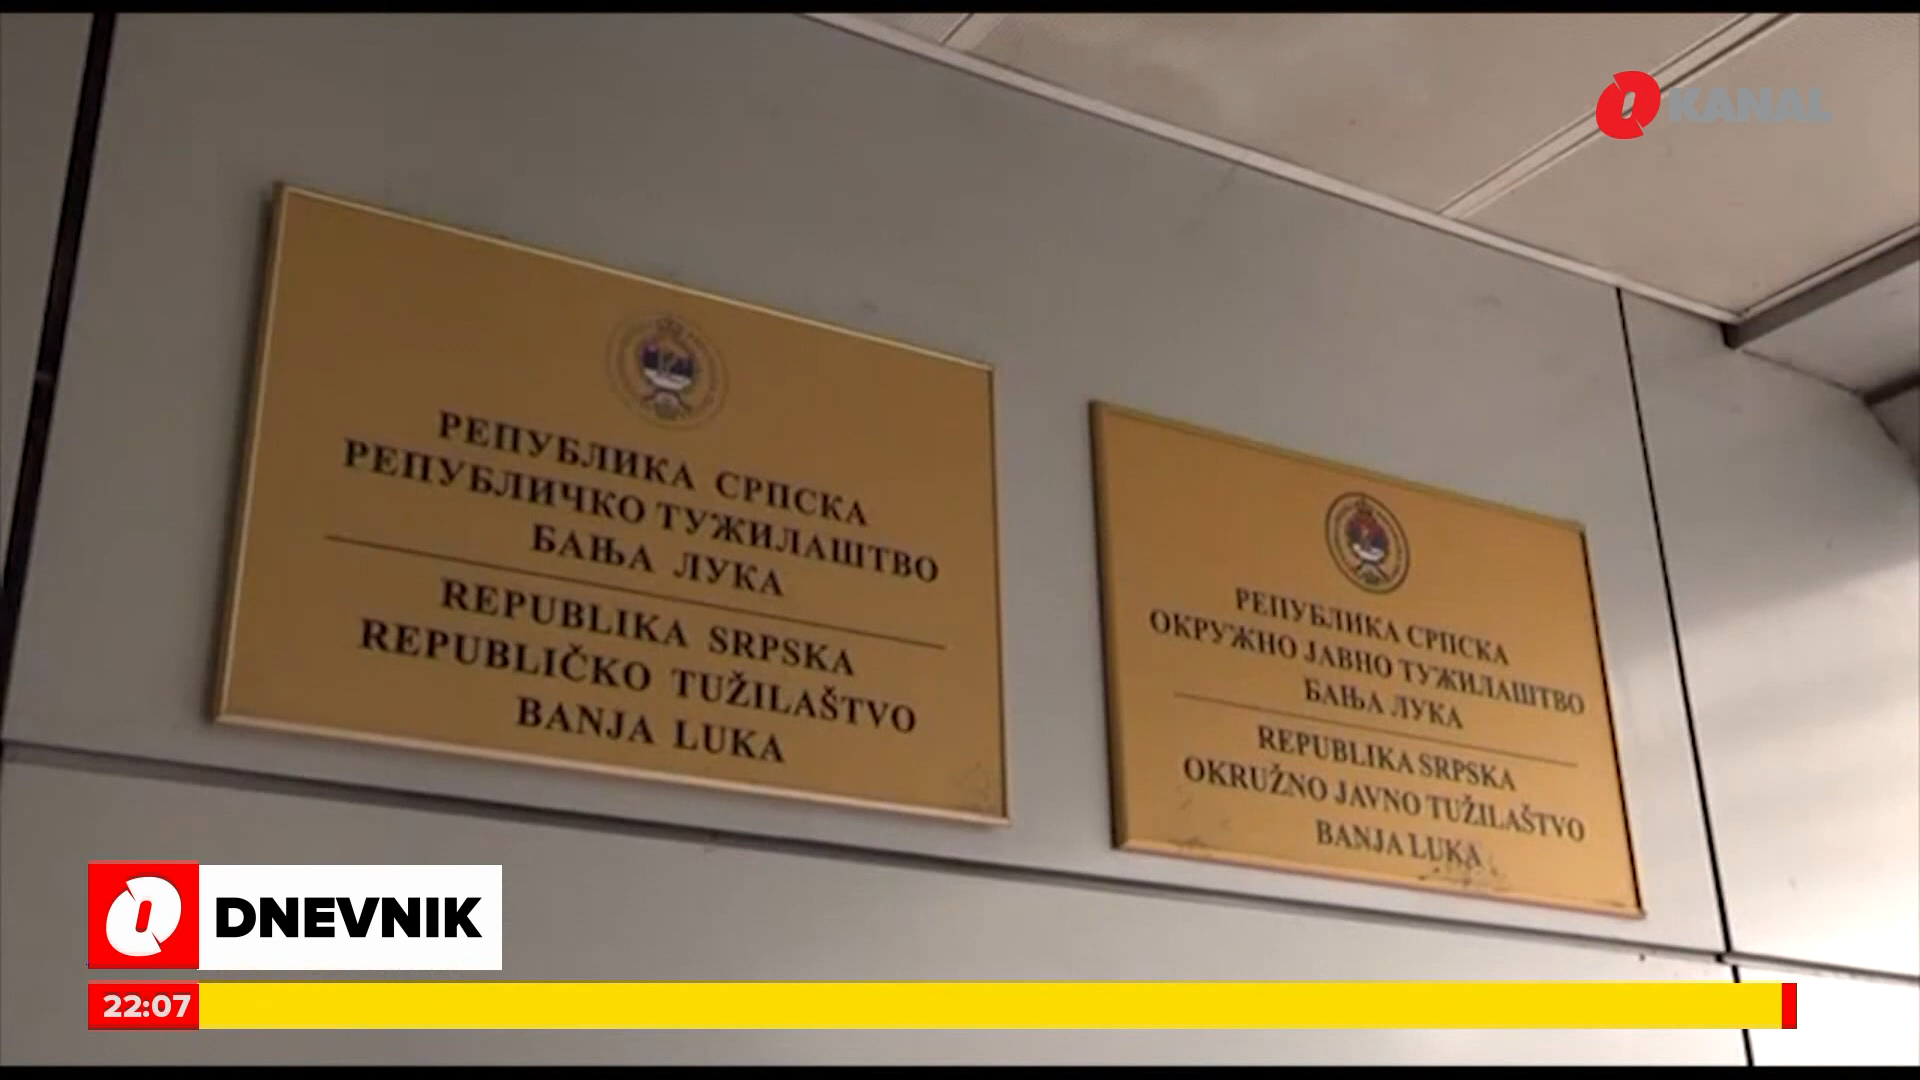 KANAL
РЕПУБЛИКА СРПСКА
РЕПУБЛИЧКО ТУЖИЛАШТВО
БАЊА ЛУКА
REPUBLIKA SRPSKA
REPUBLIČKO TUŽILAŠTVO
BANJA LUKA
РЕПУБЛИКА СРПСКА
ОКРУЖНО ЈАВНО ТУЖИЛАШТВО
БАЊА ЛУКА
REPUBLIKA SRPSKA
OKRUŽNO JAVNO TUŽILAŠTVO
BANJA LUKA
DNEVNIK
22:07